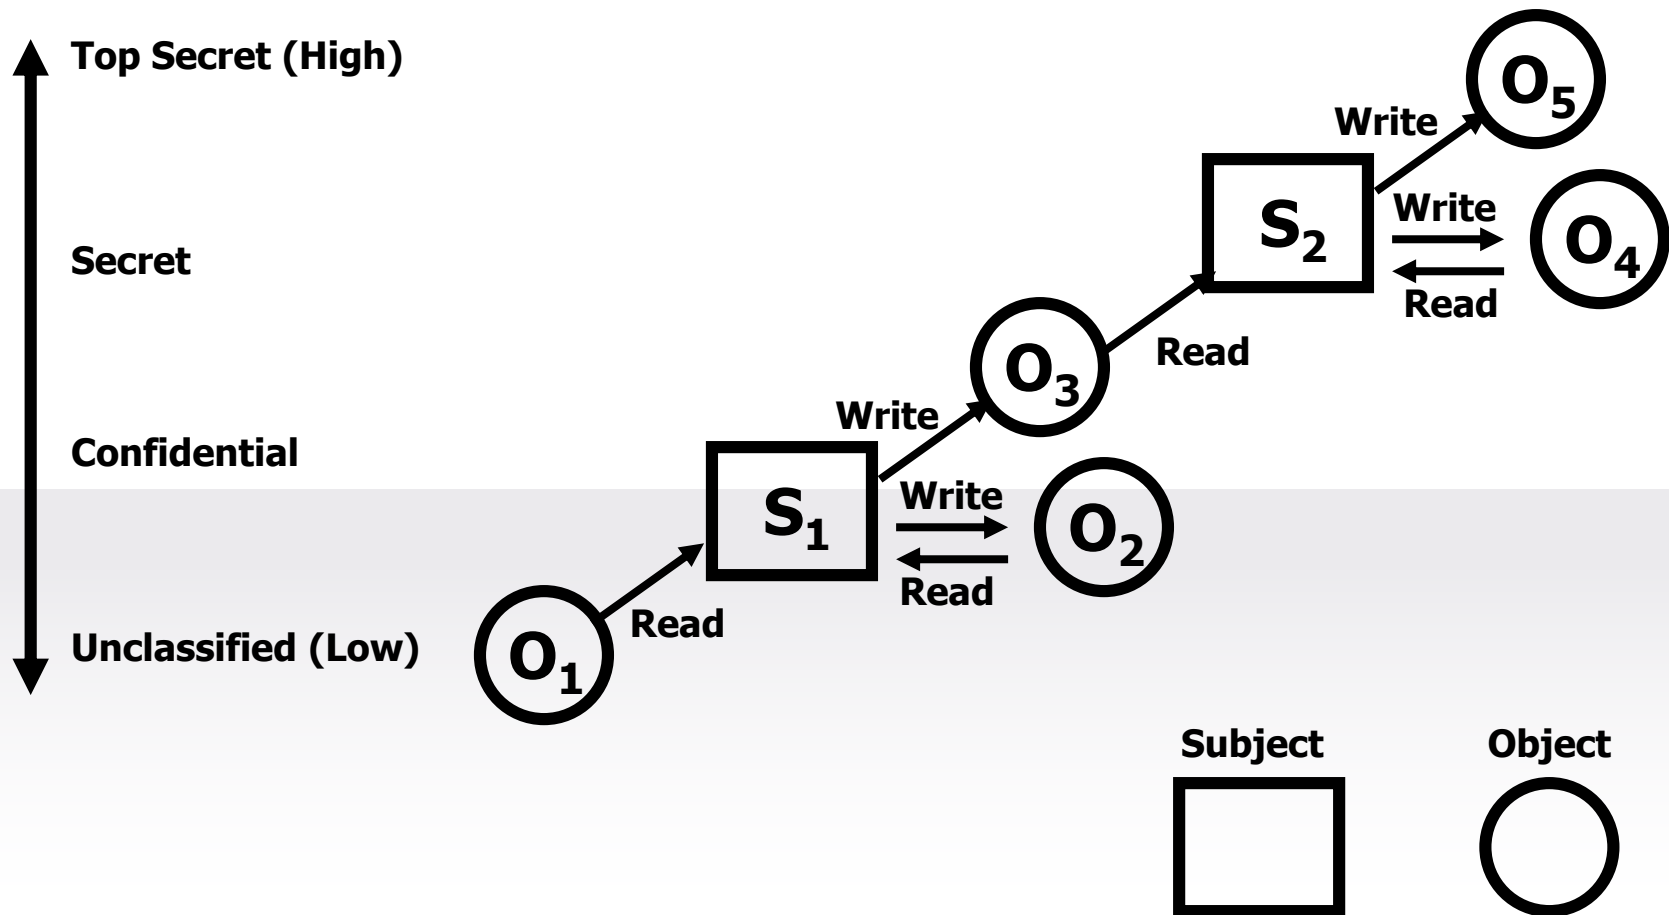 Top Secret (High)
O5
Write
S2
Write
O4
Secret
Read
O3
Read
Write
Confidential
S1
Write
O2
Read
Read
Unclassified (Low)
O1
Subject
Object